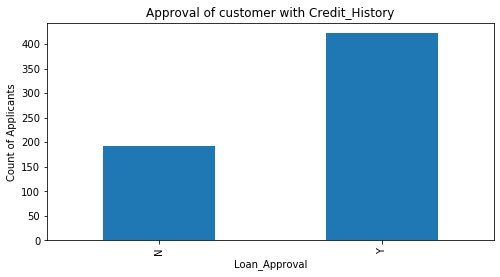 Approval of customer with Credit_History
Count of Applicants
400
350
300
250
200
150
100
50
0
N
Y
Loan_Approval